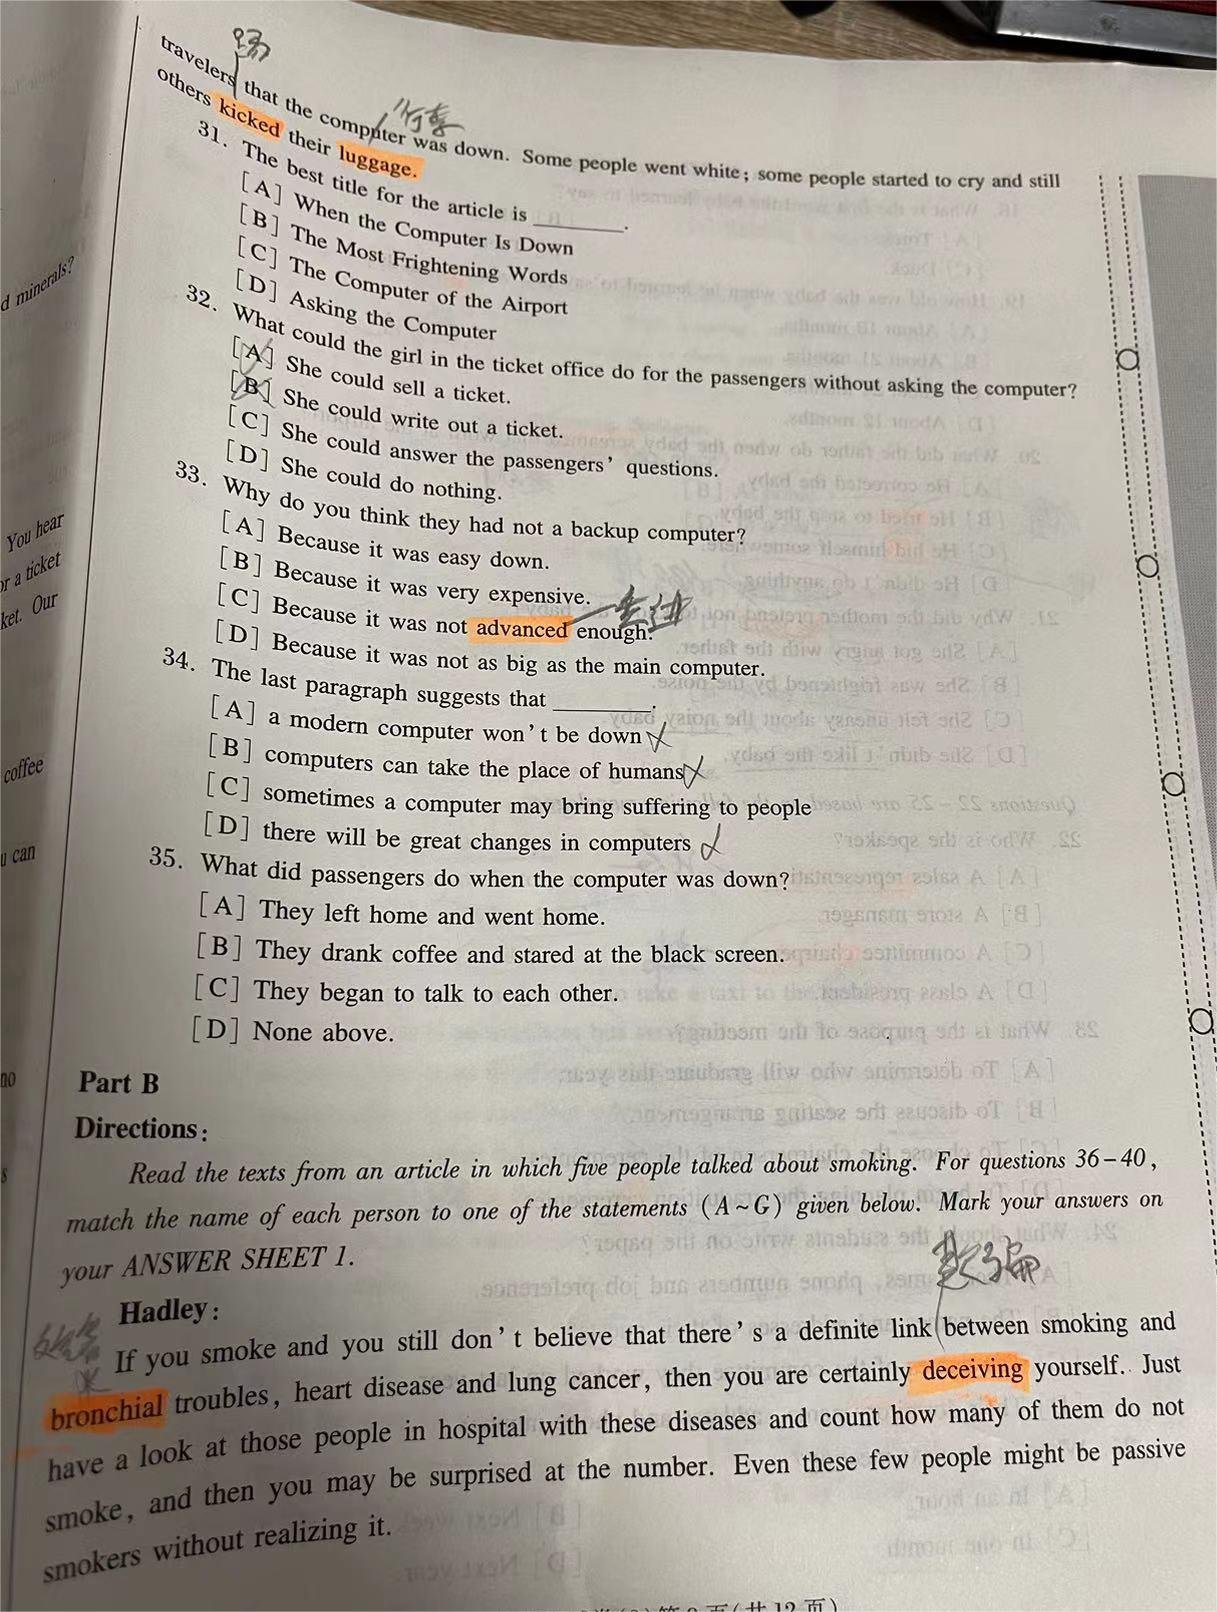 踢
travelers that the computer was down. Some people went white; some people started to cry and still
行李
others kicked their luggage.
31. The best title for the article is ________.
[A] When the Computer Is Down
[B] The Most Frightening Words
[C] The Computer of the Airport
[D] Asking the Computer
32. What could the girl in the ticket office do for the passengers without asking the computer?
[A] She could sell a ticket.
[B] She could write out a ticket.
[C] She could answer the passengers' questions.
[D] She could do nothing.
33. Why do you think they had not a backup computer?
[A] Because it was easy down.
[B] Because it was very expensive.
[C] Because it was not advanced enough.
先进
[D] Because it was not as big as the main computer.
34. The last paragraph suggests that ________.
[A] a modern computer won't be down
[B] computers can take the place of humans
[C] sometimes a computer may bring suffering to people
[D] there will be great changes in computers
35. What did passengers do when the computer was down?
[A] They left home and went home.
[B] They drank coffee and stared at the black screen.
[C] They began to talk to each other.
[D] None above.
Part B
Directions:
Read the texts from an article in which five people talked about smoking. For questions 36-40,
match the name of each person to one of the statements (A~G) given below. Mark your answers on
your ANSWER SHEET 1.
欺骗
Hadley:
If you smoke and you still don't believe that there's a definite link between smoking and
bronchial troubles, heart disease and lung cancer, then you are certainly deceiving yourself. Just
have a look at those people in hospital with these diseases and count how many of them do not
smoke, and then you may be surprised at the number. Even these few people might be passive
smokers without realizing it.
d minerals?
You hear
or a ticket
ket. Our
coffee
u can
no
s